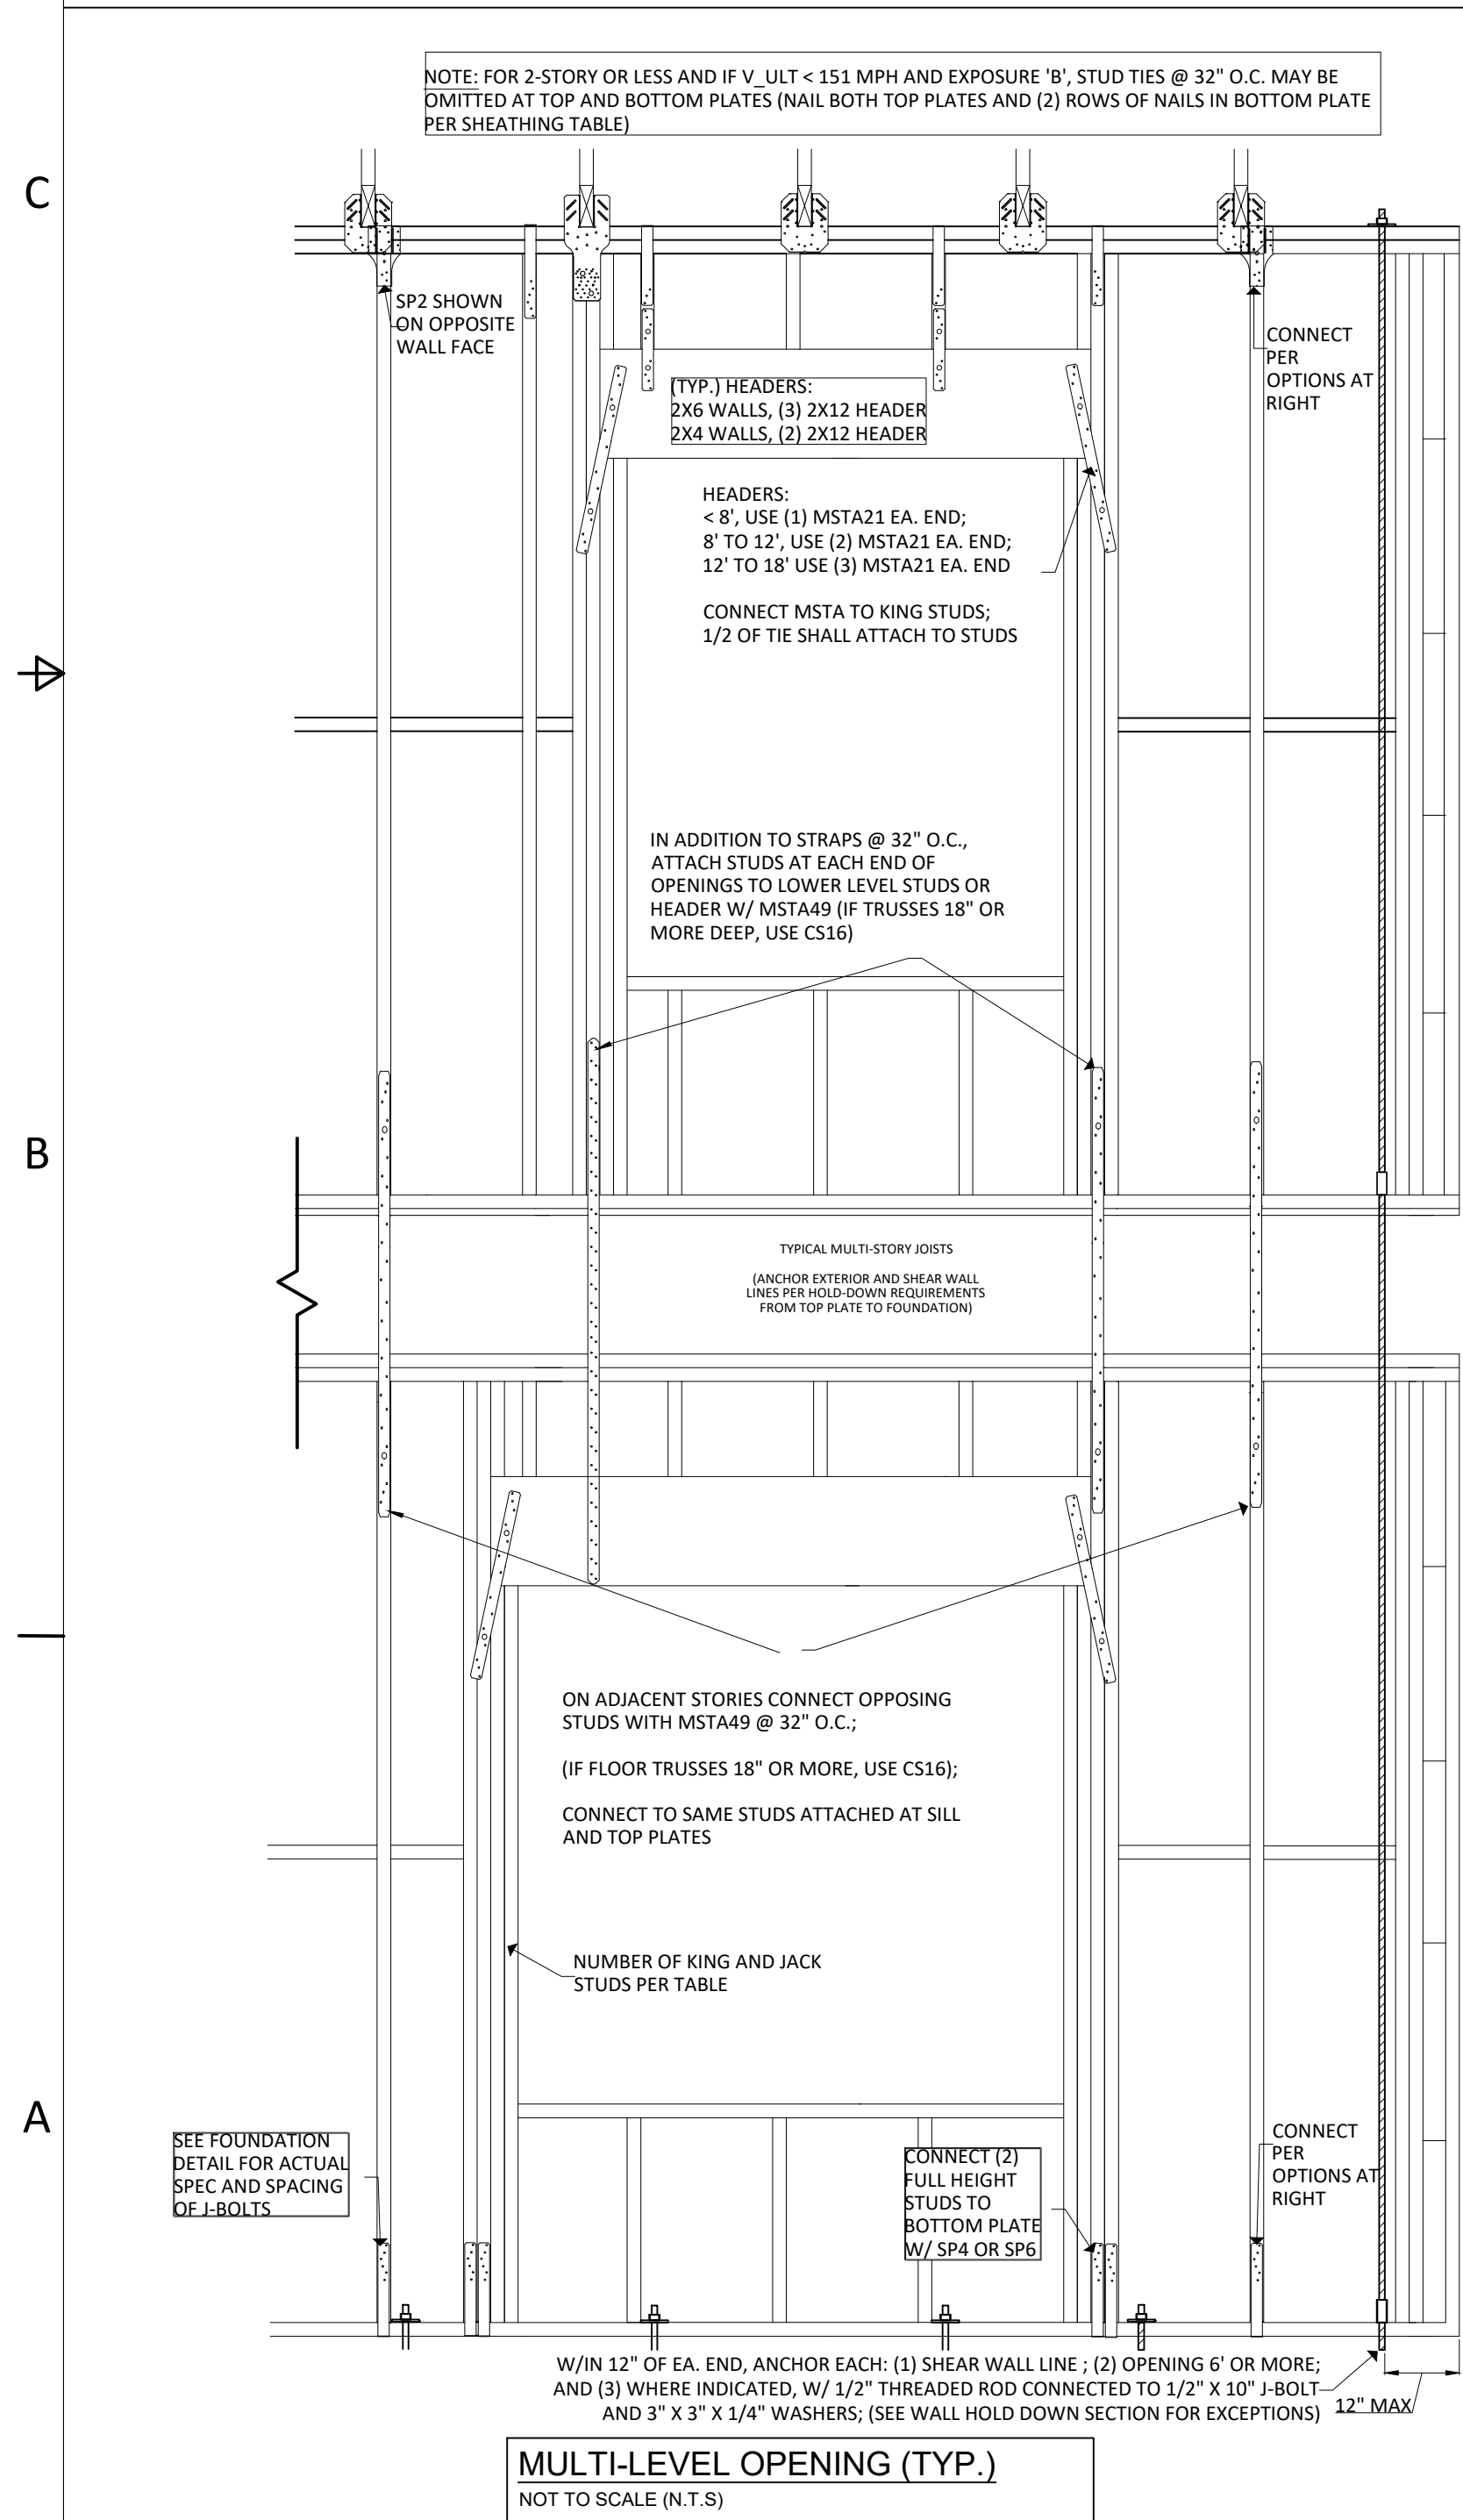 NOTE: FOR 2-STORY OR LESS AND IF V_ULT < 151 MPH AND EXPOSURE 'B', STUD TIES @ 32" O.C. MAY BE
OMITTED AT TOP AND BOTTOM PLATES (NAIL BOTH TOP PLATES AND (2) ROWS OF NAILS IN BOTTOM PLATE
PER SHEATHING TABLE)
C
SP2 SHOWN
ON OPPOSITE
WALL FACE
CONNECT
PER
OPTIONS AT
RIGHT
(TYP.) HEADERS:
2X6 WALLS, (3) 2X12 HEADER
2X4 WALLS, (2) 2X12 HEADER
HEADERS:
< 8', USE (1) MSTA21 EA. END;
8' TO 12', USE (2) MSTA21 EA. END;
12' TO 18' USE (3) MSTA21 EA. END
CONNECT MSTA TO KING STUDS;
1/2 OF TIE SHALL ATTACH TO STUDS
IN ADDITION TO STRAPS @ 32" O.C.,
ATTACH STUDS AT EACH END OF
OPENINGS TO LOWER LEVEL STUDS OR
HEADER W/ MSTA49 (IF TRUSSES 18" OR
MORE DEEP, USE CS16)
B
TYPICAL MULTI-STORY JOISTS
(ANCHOR EXTERIOR AND SHEAR WALL
LINES PER HOLD-DOWN REQUIREMENTS
FROM TOP PLATE TO FOUNDATION)
ON ADJACENT STORIES CONNECT OPPOSING
STUDS WITH MSTA49 @ 32" O.C.;
(IF FLOOR TRUSSES 18" OR MORE, USE CS16);
CONNECT TO SAME STUDS ATTACHED AT SILL
AND TOP PLATES
NUMBER OF KING AND JACK
STUDS PER TABLE
A
SEE FOUNDATION
DETAIL FOR ACTUAL
SPEC AND SPACING
OF J-BOLTS
CONNECT (2)
FULL HEIGHT
STUDS TO
BOTTOM PLATE
W/ SP4 OR SP6
CONNECT
PER
OPTIONS AT
RIGHT
W/IN 12" OF EA. END, ANCHOR EACH: (1) SHEAR WALL LINE ; (2) OPENING 6' OR MORE;
AND (3) WHERE INDICATED, W/ 1/2" THREADED ROD CONNECTED TO 1/2" X 10" J-BOLT
AND 3" X 3" X 1/4" WASHERS; (SEE WALL HOLD DOWN SECTION FOR EXCEPTIONS)
12" MAX
MULTI-LEVEL OPENING (TYP.)
NOT TO SCALE (N.T.S)